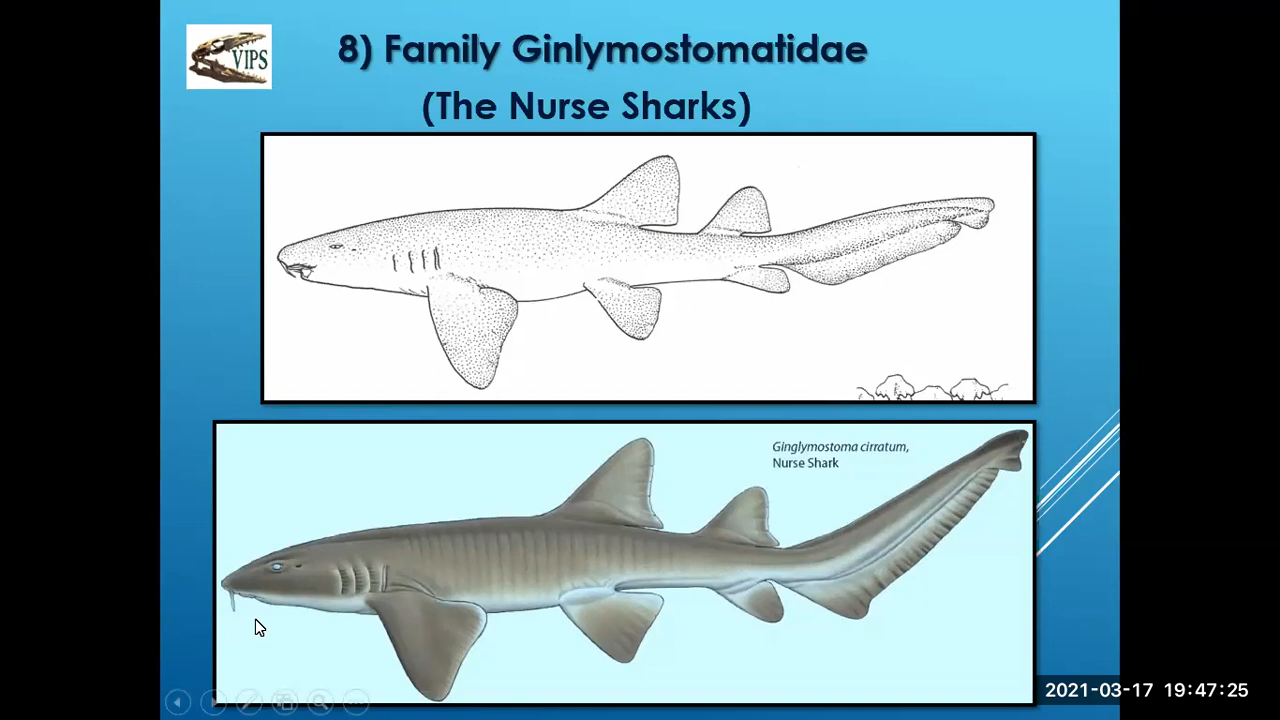 VIPS
8) Family Ginlymostomatidae
(The Nurse Sharks)
Ginglymostoma cirratum,
Nurse Shark
2021-03-17 19:47:25